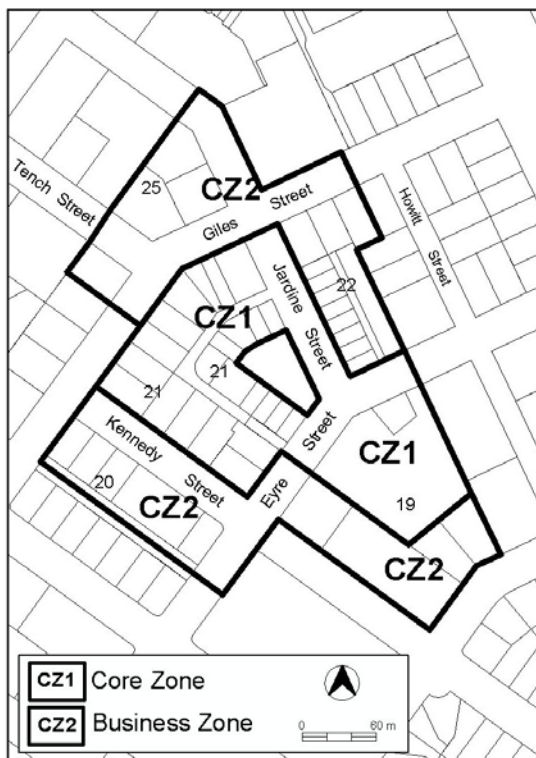 Tench Street
25
CZ2
Giles Street
Howitt Street
22
Jardine Street
CZ1
21
21
Kennedy Street
20
CZ2
Eyre Street
CZ1
19
CZ2
CZ1 Core Zone
CZ2 Business Zone
0 60 m